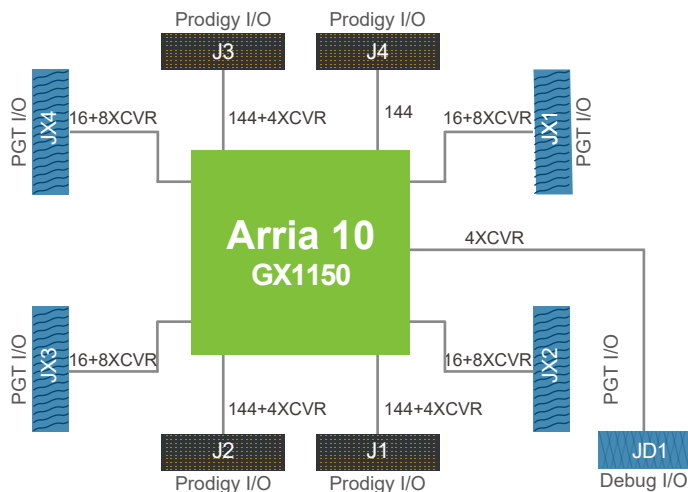 Prodigy I/O
Prodigy I/O
J3
J4
PGT I/O
JX4
16+8XCVR
144+4XCVR
144
16+8XCVR
JX1
PGT I/O
Arria 10
GX1150
4XCVR
PGT I/O
JX3
16+8XCVR
16+8XCVR
JX2
PGT I/O
144+4XCVR
144+4XCVR
J2
J1
JD1
Prodigy I/O
Prodigy I/O
Debug I/O